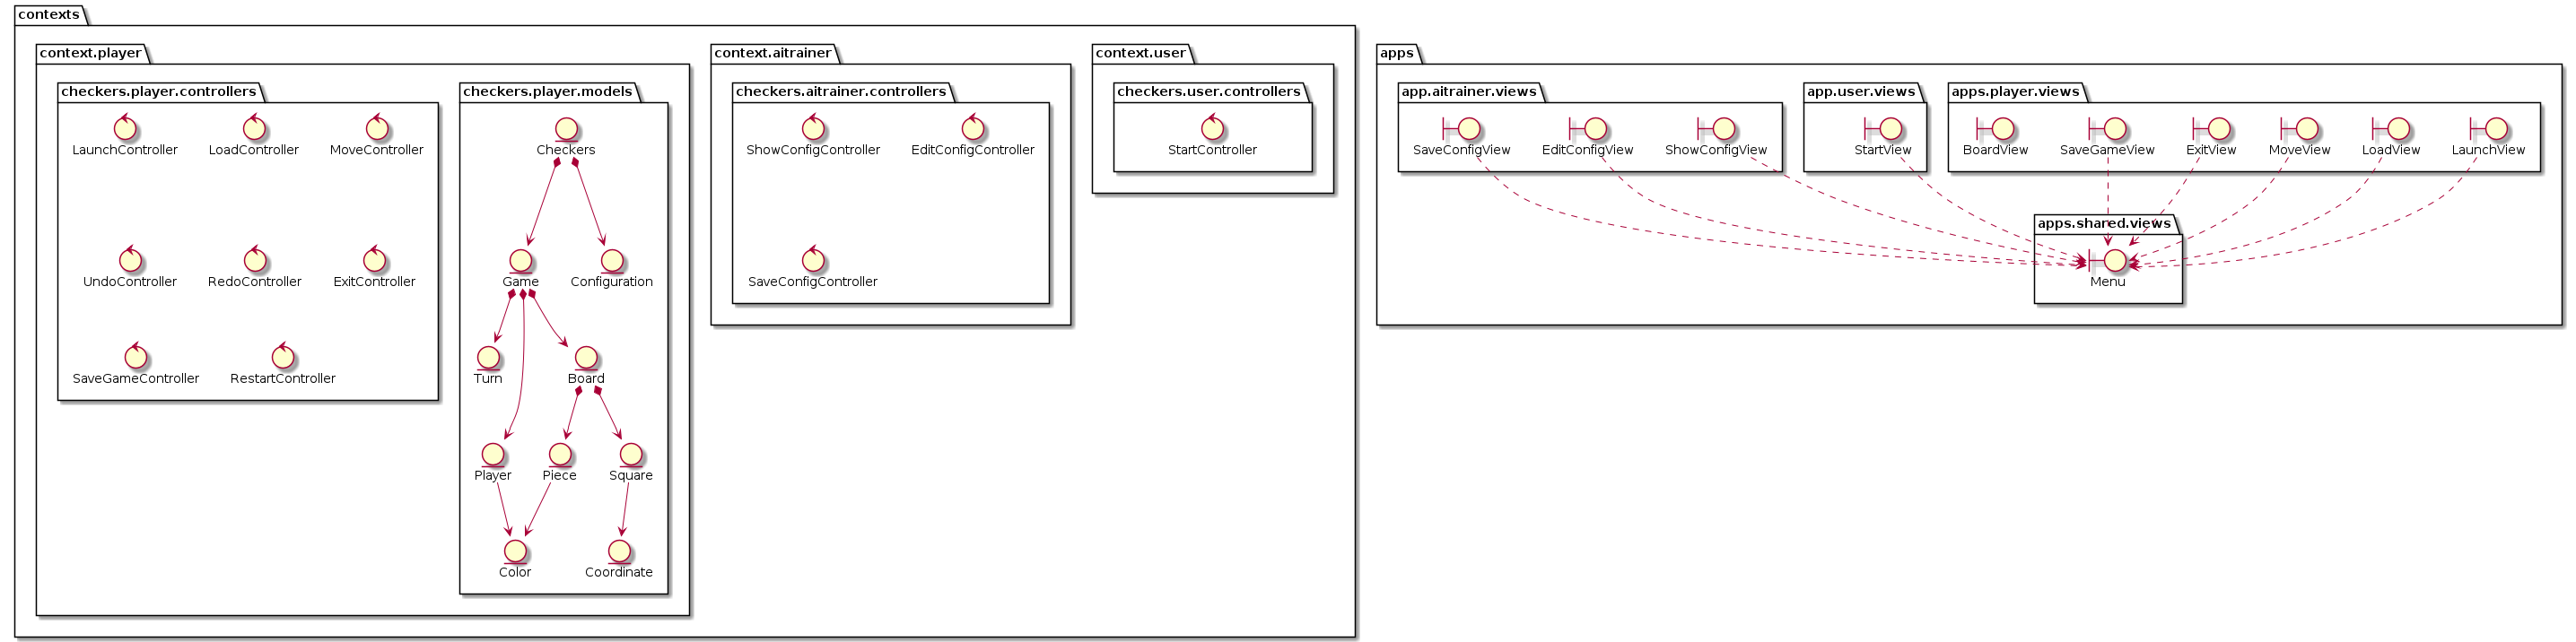 contexts
context.player
checkers.player.controllers
LaunchController
LoadController
MoveController
UndoController
RedoController
ExitController
SaveGameController
RestartController
checkers.player.models
Checkers
Game
Configuration
Turn
Board
Player
Piece
Square
Color
Coordinate
context.aitrainer
checkers.aitrainer.controllers
ShowConfigController
EditConfigController
SaveConfigController
context.user
checkers.user.controllers
StartController
apps
app.aitrainer.views
SaveConfigView
EditConfigView
ShowConfigView
app.user.views
StartView
apps.player.views
BoardView
SaveGameView
ExitView
MoveView
LoadView
LaunchView
apps.shared.views
Menu